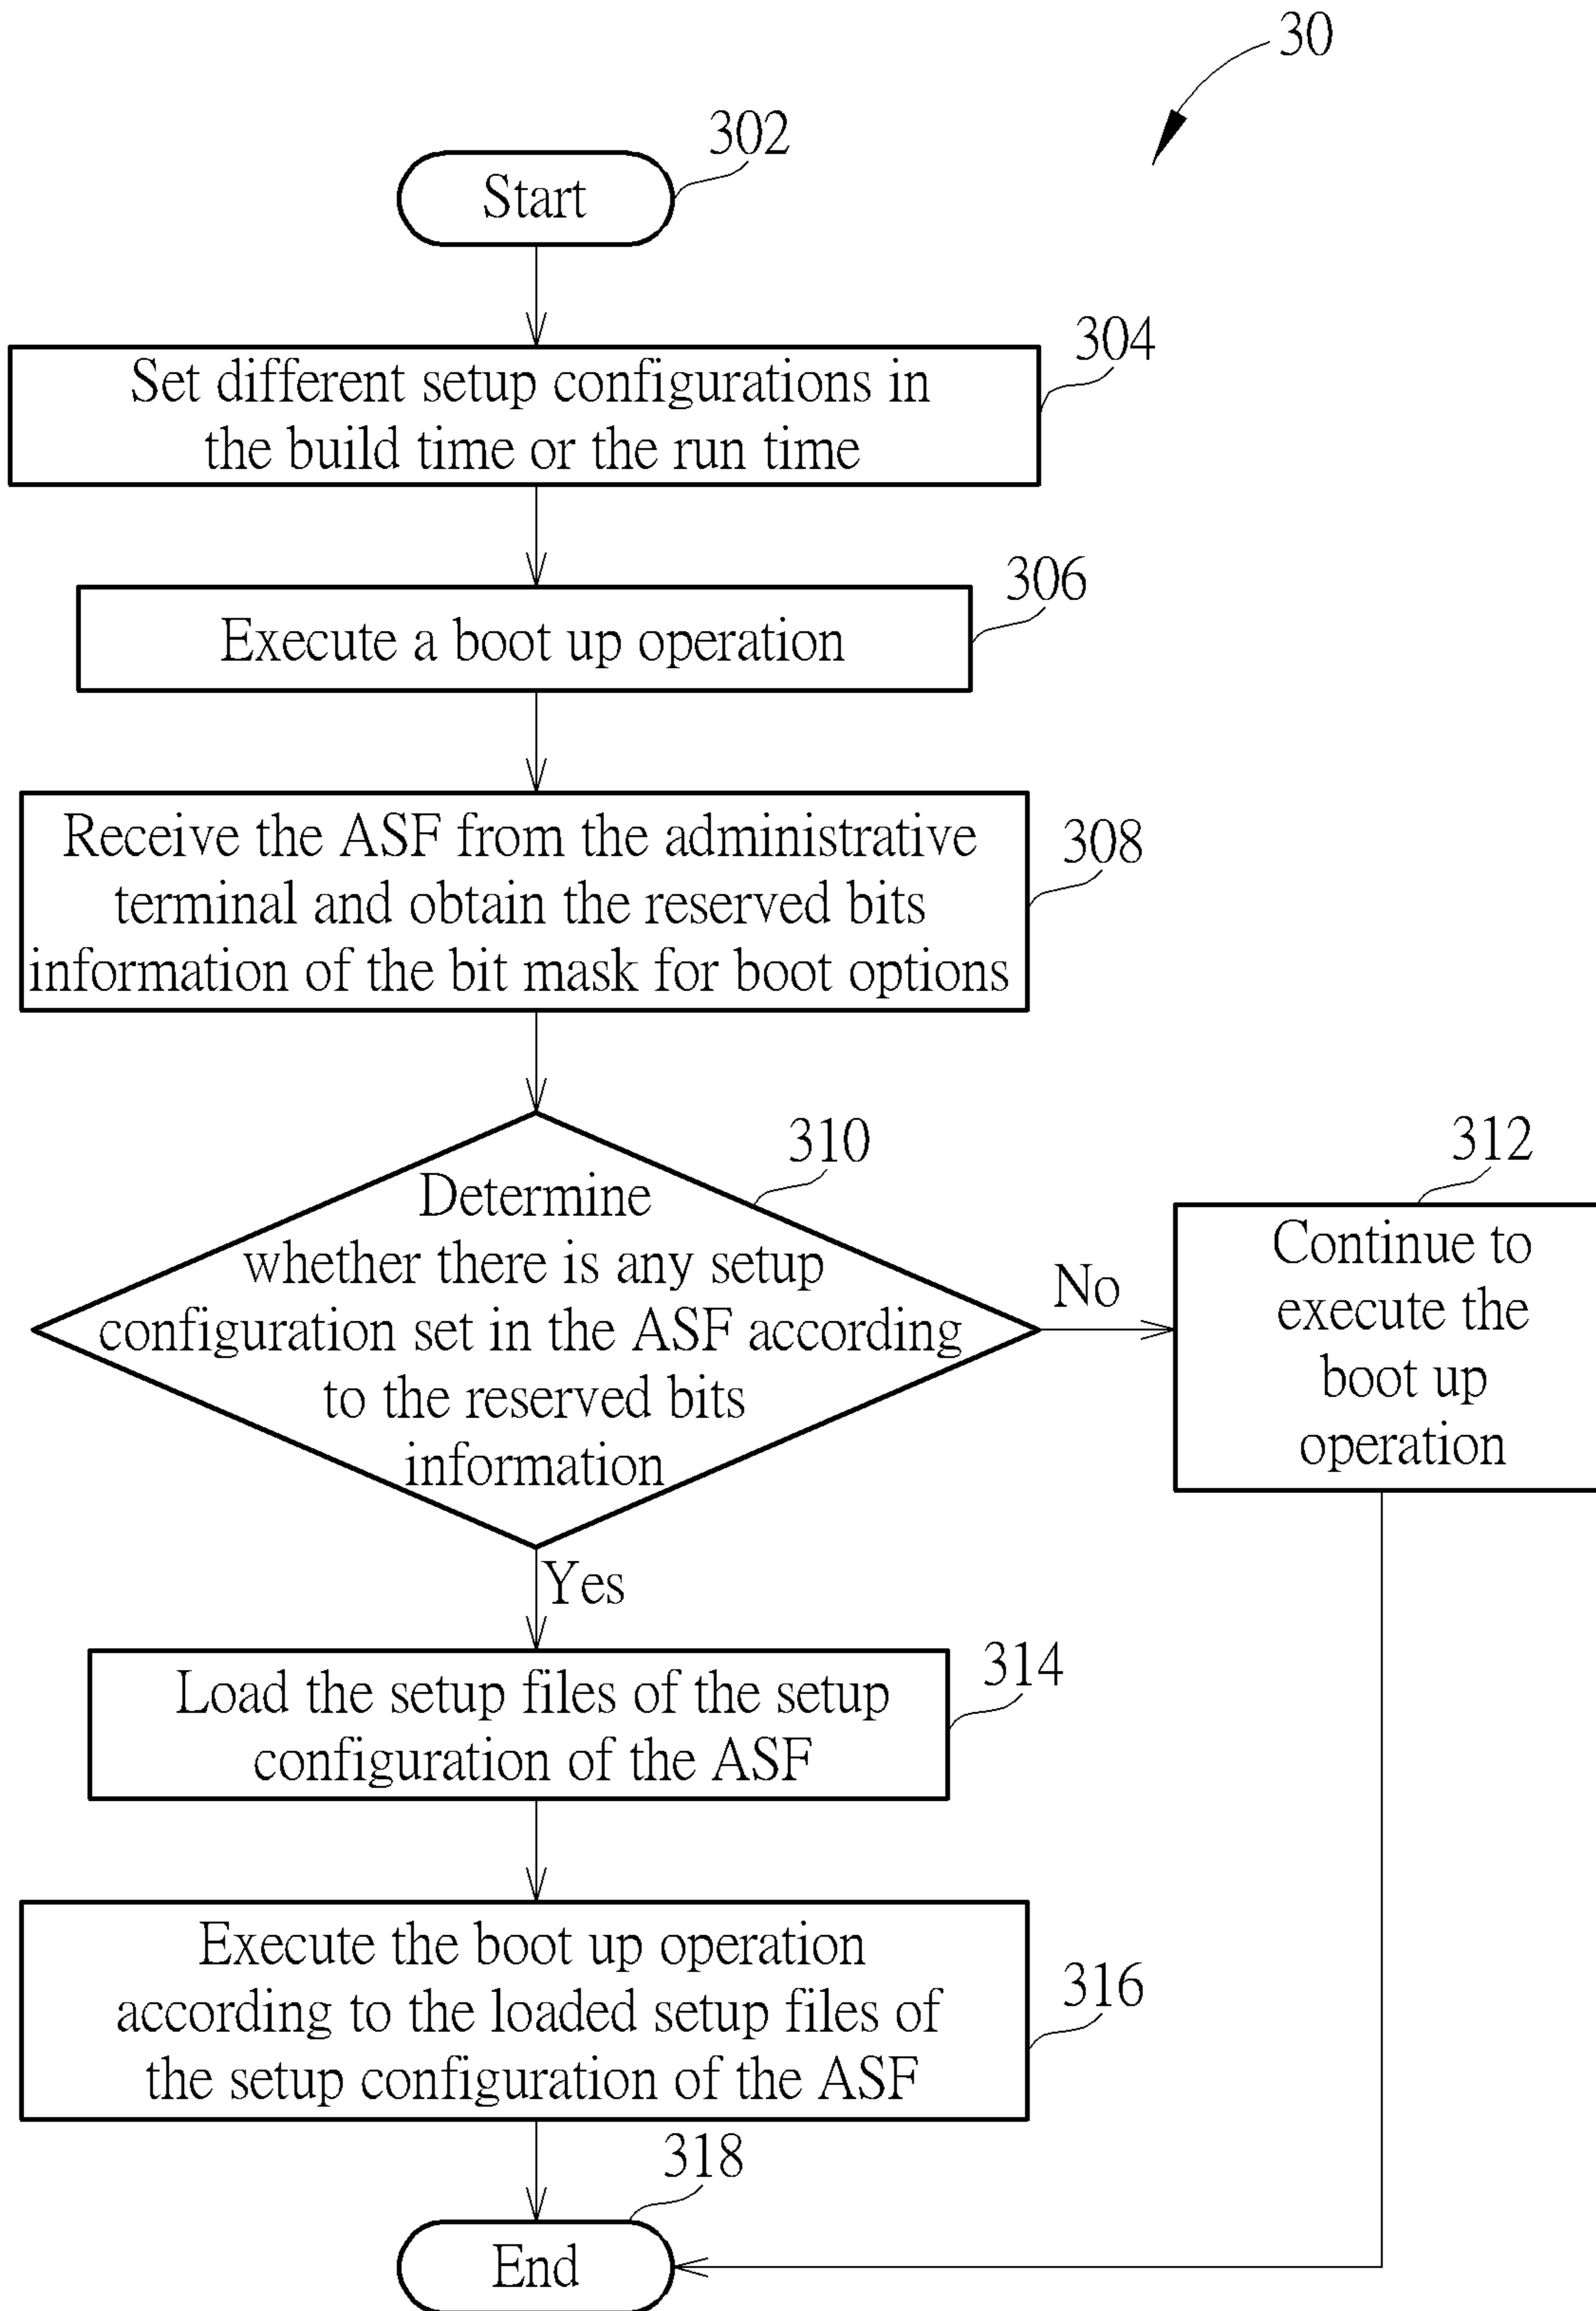 30
302
Start
304
Set different setup configurations in
the build time or the run time
306
Execute a boot up operation
308
Receive the ASF from the administrative
terminal and obtain the reserved bits
information of the bit mask for boot options
310
Determine
whether there is any setup
configuration set in the ASF according
to the reserved bits
information
No
312
Continue to
execute the
boot up
operation
Yes
314
Load the setup files of the setup
configuration of the ASF
316
Execute the boot up operation
according to the loaded setup files of
the setup configuration of the ASF
318
End